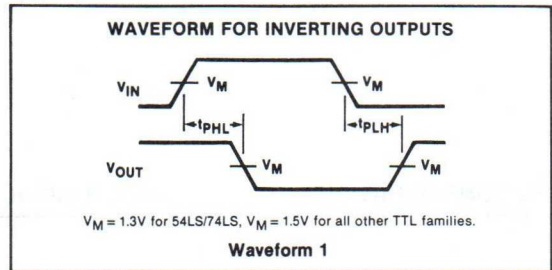 WAVEFORM FOR INVERTING OUTPUTS
VIN
VM
VM
tPHL
tPLH
VOUT
VM
VM
VM = 1.3V for 54LS/74LS, VM = 1.5V for all other TTL families.
Waveform 1